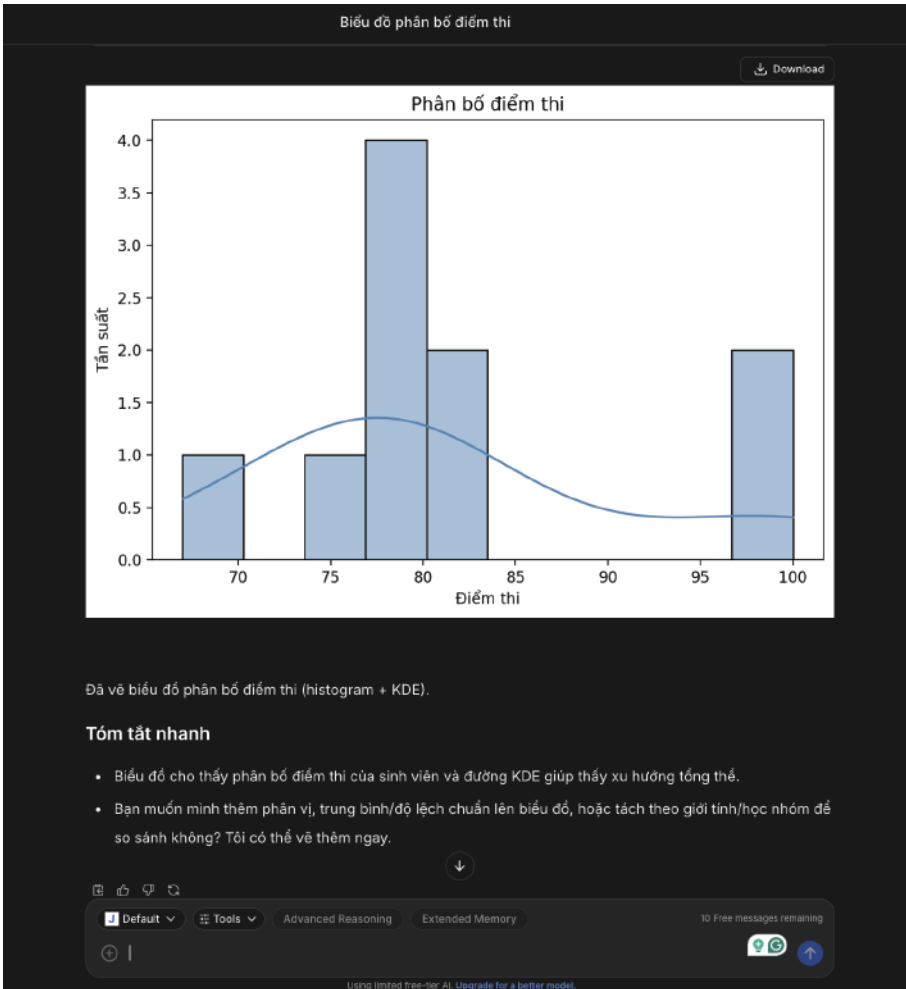 Biểu đồ phân bố điểm thi
Download
Phân bố điểm thi
4.0
3.5
3.0
2.5
2.0
1.5
1.0
0.5
0.0
Tần suất
70 75 80 85 90 95 100
Điểm thi
Đã vẽ biểu đồ phân bố điểm thi (histogram + KDE).
Tóm tắt nhanh
• Biểu đồ cho thấy phân bố điểm thi của sinh viên và đường KDE giúp thấy xu hướng tổng thể.
• Bạn muốn mình thêm phân vị, trung bình/độ lệch chuẩn lên biểu đồ, hoặc tách theo giới tính/học nhóm để
so sánh không? Tôi có thể vẽ thêm ngay.
J Default Tools Advanced Reasoning Extended Memory 10 Free messages remaining
Using limited free-tier AI. Upgrade for a better model.